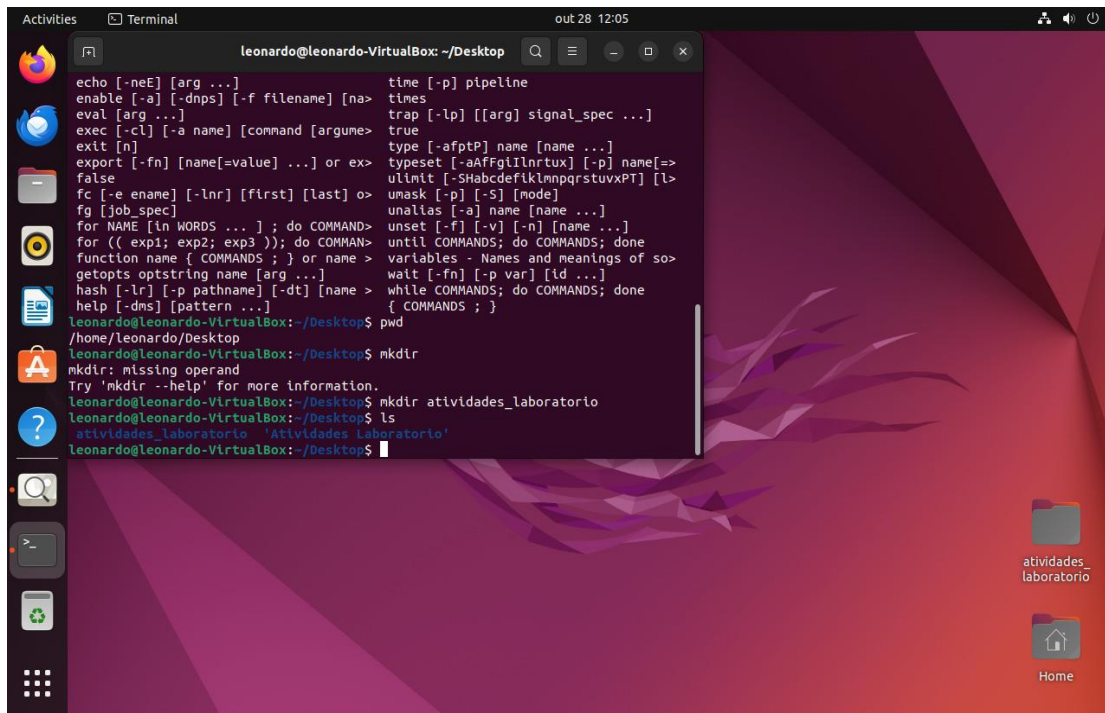 Activities
Terminal
out 28 12:05
leonardo@leonardo-VirtualBox: ~/Desktop
echo [-neE] [arg ...] time [-p] pipeline
enable [-a] [-dnps] [-f filename] [na> times
eval [arg ...] trap [-lp] [[arg] signal_spec ...]
exec [-cl] [-a name] [command [argume> true
exit [n] type [-afptP] name [name ...]
export [-fn] [name[=value] ...] or ex> typeset [-aAfFgiIlnrtux] [-p] name[=>
false ulimit [-SHabcdefiklmnpqrstuvxPT] [l>
fc [-e ename] [-lnr] [first] [last] o> umask [-p] [-S] [mode]
fg [job_spec] unalias [-a] name [name ...]
for NAME [in WORDS ... ] ; do COMMAND> unset [-f] [-v] [-n] [name ...]
for (( exp1; exp2; exp3 )); do COMMAN> until COMMANDS; do COMMANDS; done
function name { COMMANDS ; } or name > variables - Names and meanings of so>
getopts optstring name [arg ...] wait [-fn] [-p var] [id ...]
hash [-lr] [-p pathname] [-dt] [name > while COMMANDS; do COMMANDS; done
help [-dms] [pattern ...] { COMMANDS ; }
leonardo@leonardo-VirtualBox:~/Desktop$ pwd
/home/leonardo/Desktop
leonardo@leonardo-VirtualBox:~/Desktop$ mkdir
mkdir: missing operand
Try 'mkdir --help' for more information.
leonardo@leonardo-VirtualBox:~/Desktop$ mkdir atividades_laboratorio
leonardo@leonardo-VirtualBox:~/Desktop$ ls
atividades_laboratorio 'Atividades Laboratorio'
leonardo@leonardo-VirtualBox:~/Desktop$
atividades_
laboratorio
Home